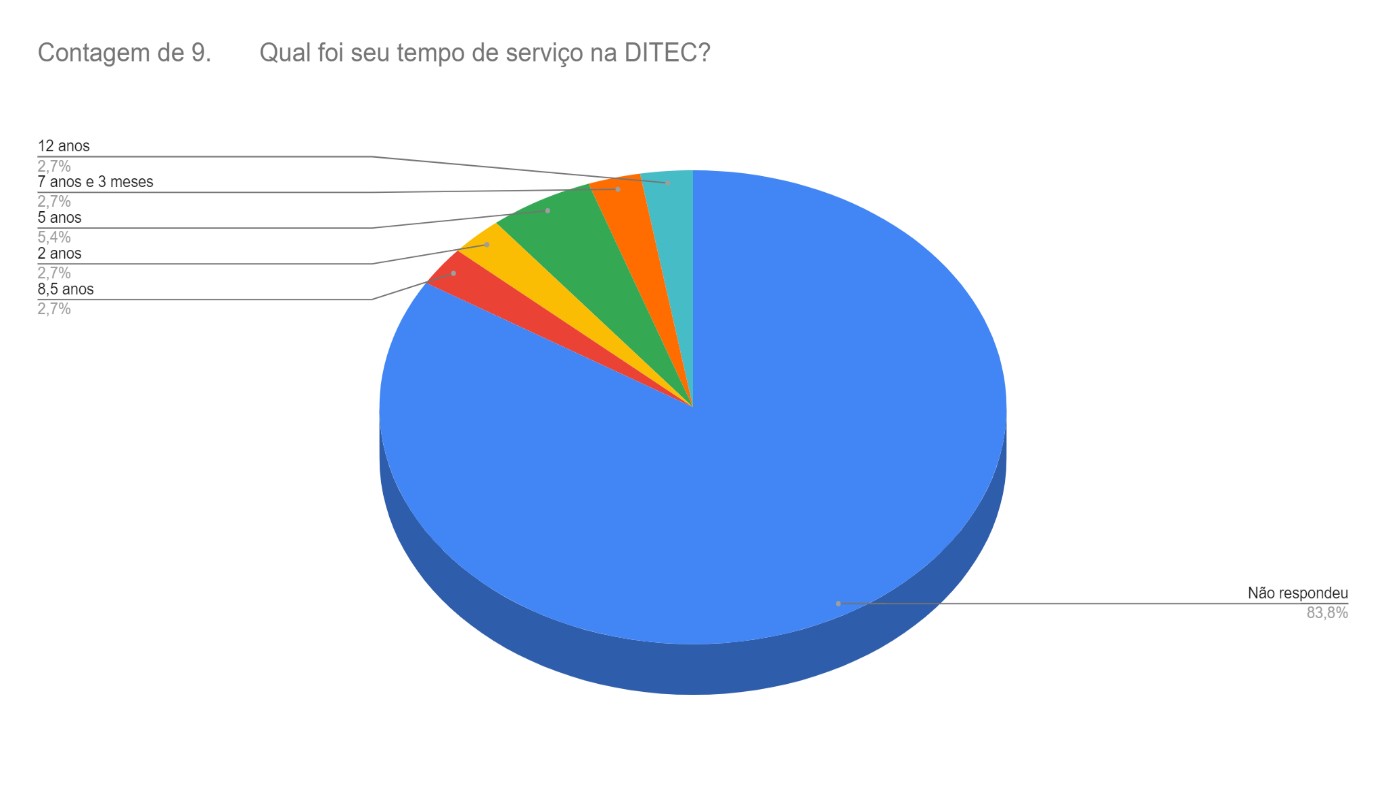 Contagem de 9. Qual foi seu tempo de serviço na DITEC?
12 anos
2,7%
7 anos e 3 meses
2,7%
5 anos
5,4%
2 anos
2,7%
8,5 anos
2,7%
Não respondeu
83,8%